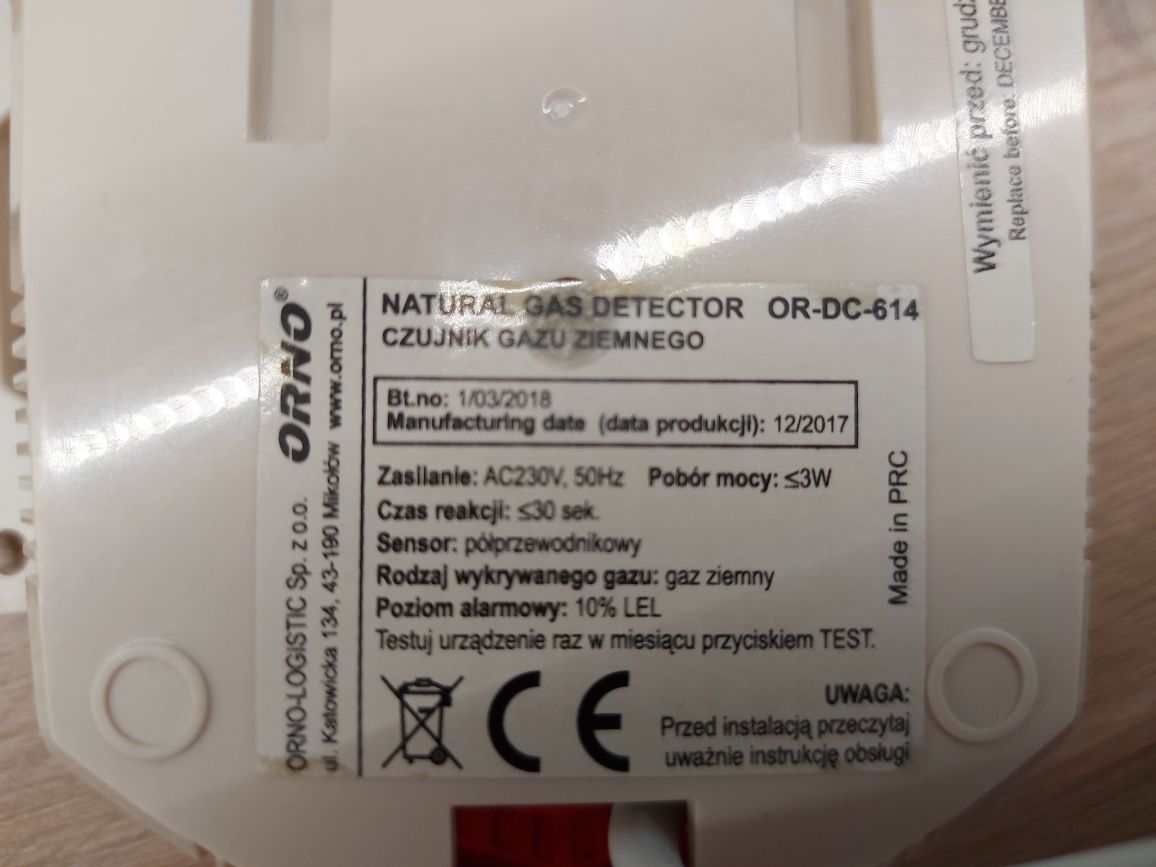 Wymienić przed:
Replace before:
NATURAL GAS DETECTOR OR-DC-614
CZUJNIK GAZU ZIEMNEGO
Bt.no: 1/03/2018
Manufacturing date (data produkcji): 12/2017
Zasilanie: AC230V, 50Hz Pobór mocy: ≤3W
Czas reakcji: ≤30 sek.
Sensor: półprzewodnikowy
Rodzaj wykrywanego gazu: gaz ziemny
Poziom alarmowy: 10% LEL
Testuj urządzenie raz w miesiącu przyciskiem TEST.
CE
UWAGA:
Przed instalacją przeczytaj
uważnie instrukcję obsługi
Made in PRC
ORNO®
ORNO-LOGISTIC Sp. z o.o.
ul. Katowicka 134, 43-190 Mikołów www.orno.pl